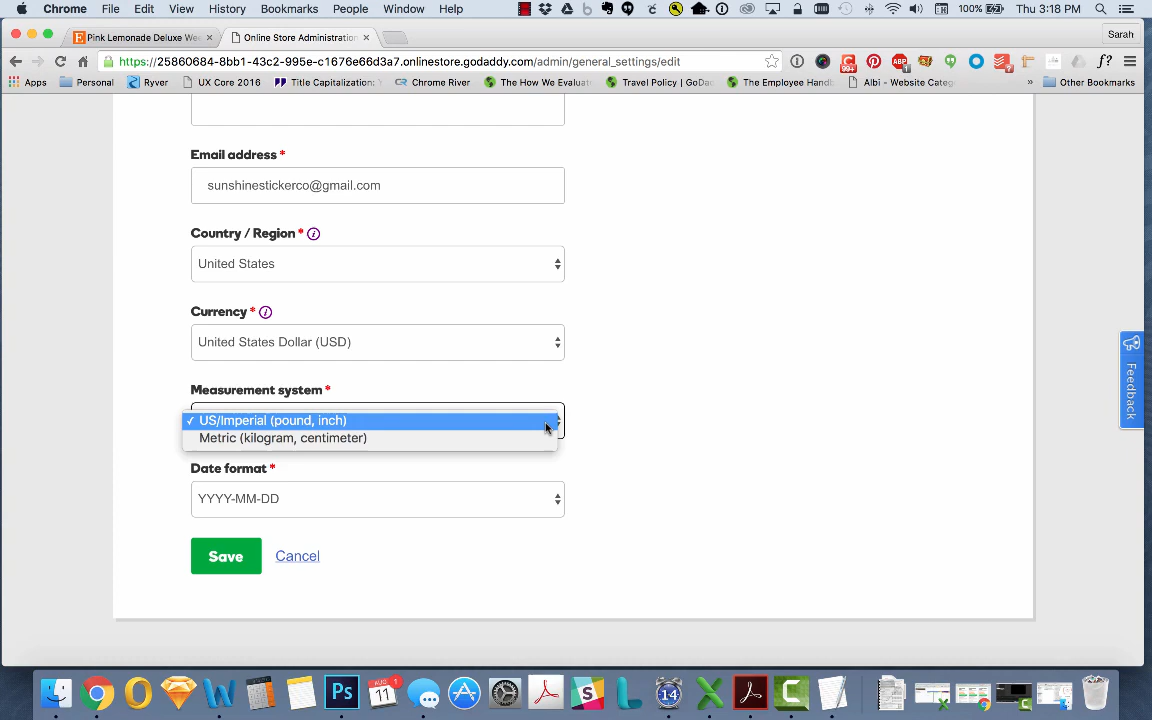 Chrome File Edit View History Bookmarks People Window Help 100% Thu 3:18 PM
Pink Lemonade Deluxe Wee × Online Store Administration × Sarah
https://25860684-8bb1-43c2-995e-c1676e66d3a7.onlinestore.godaddy.com/admin/general_settings/edit
Apps Personal Ryver UX Core 2016 Title Capitalization: Chrome River The How We Evaluat Travel Policy | GoDa The Employee Handb Albi - Website Categ » Other Bookmarks
Email address *
sunshinestickerco@gmail.com
Country / Region * i
United States
Currency * i
United States Dollar (USD)
Measurement system *
✓ US/Imperial (pound, inch)
Metric (kilogram, centimeter)
Date format *
YYYY-MM-DD
Save Cancel
Feedback